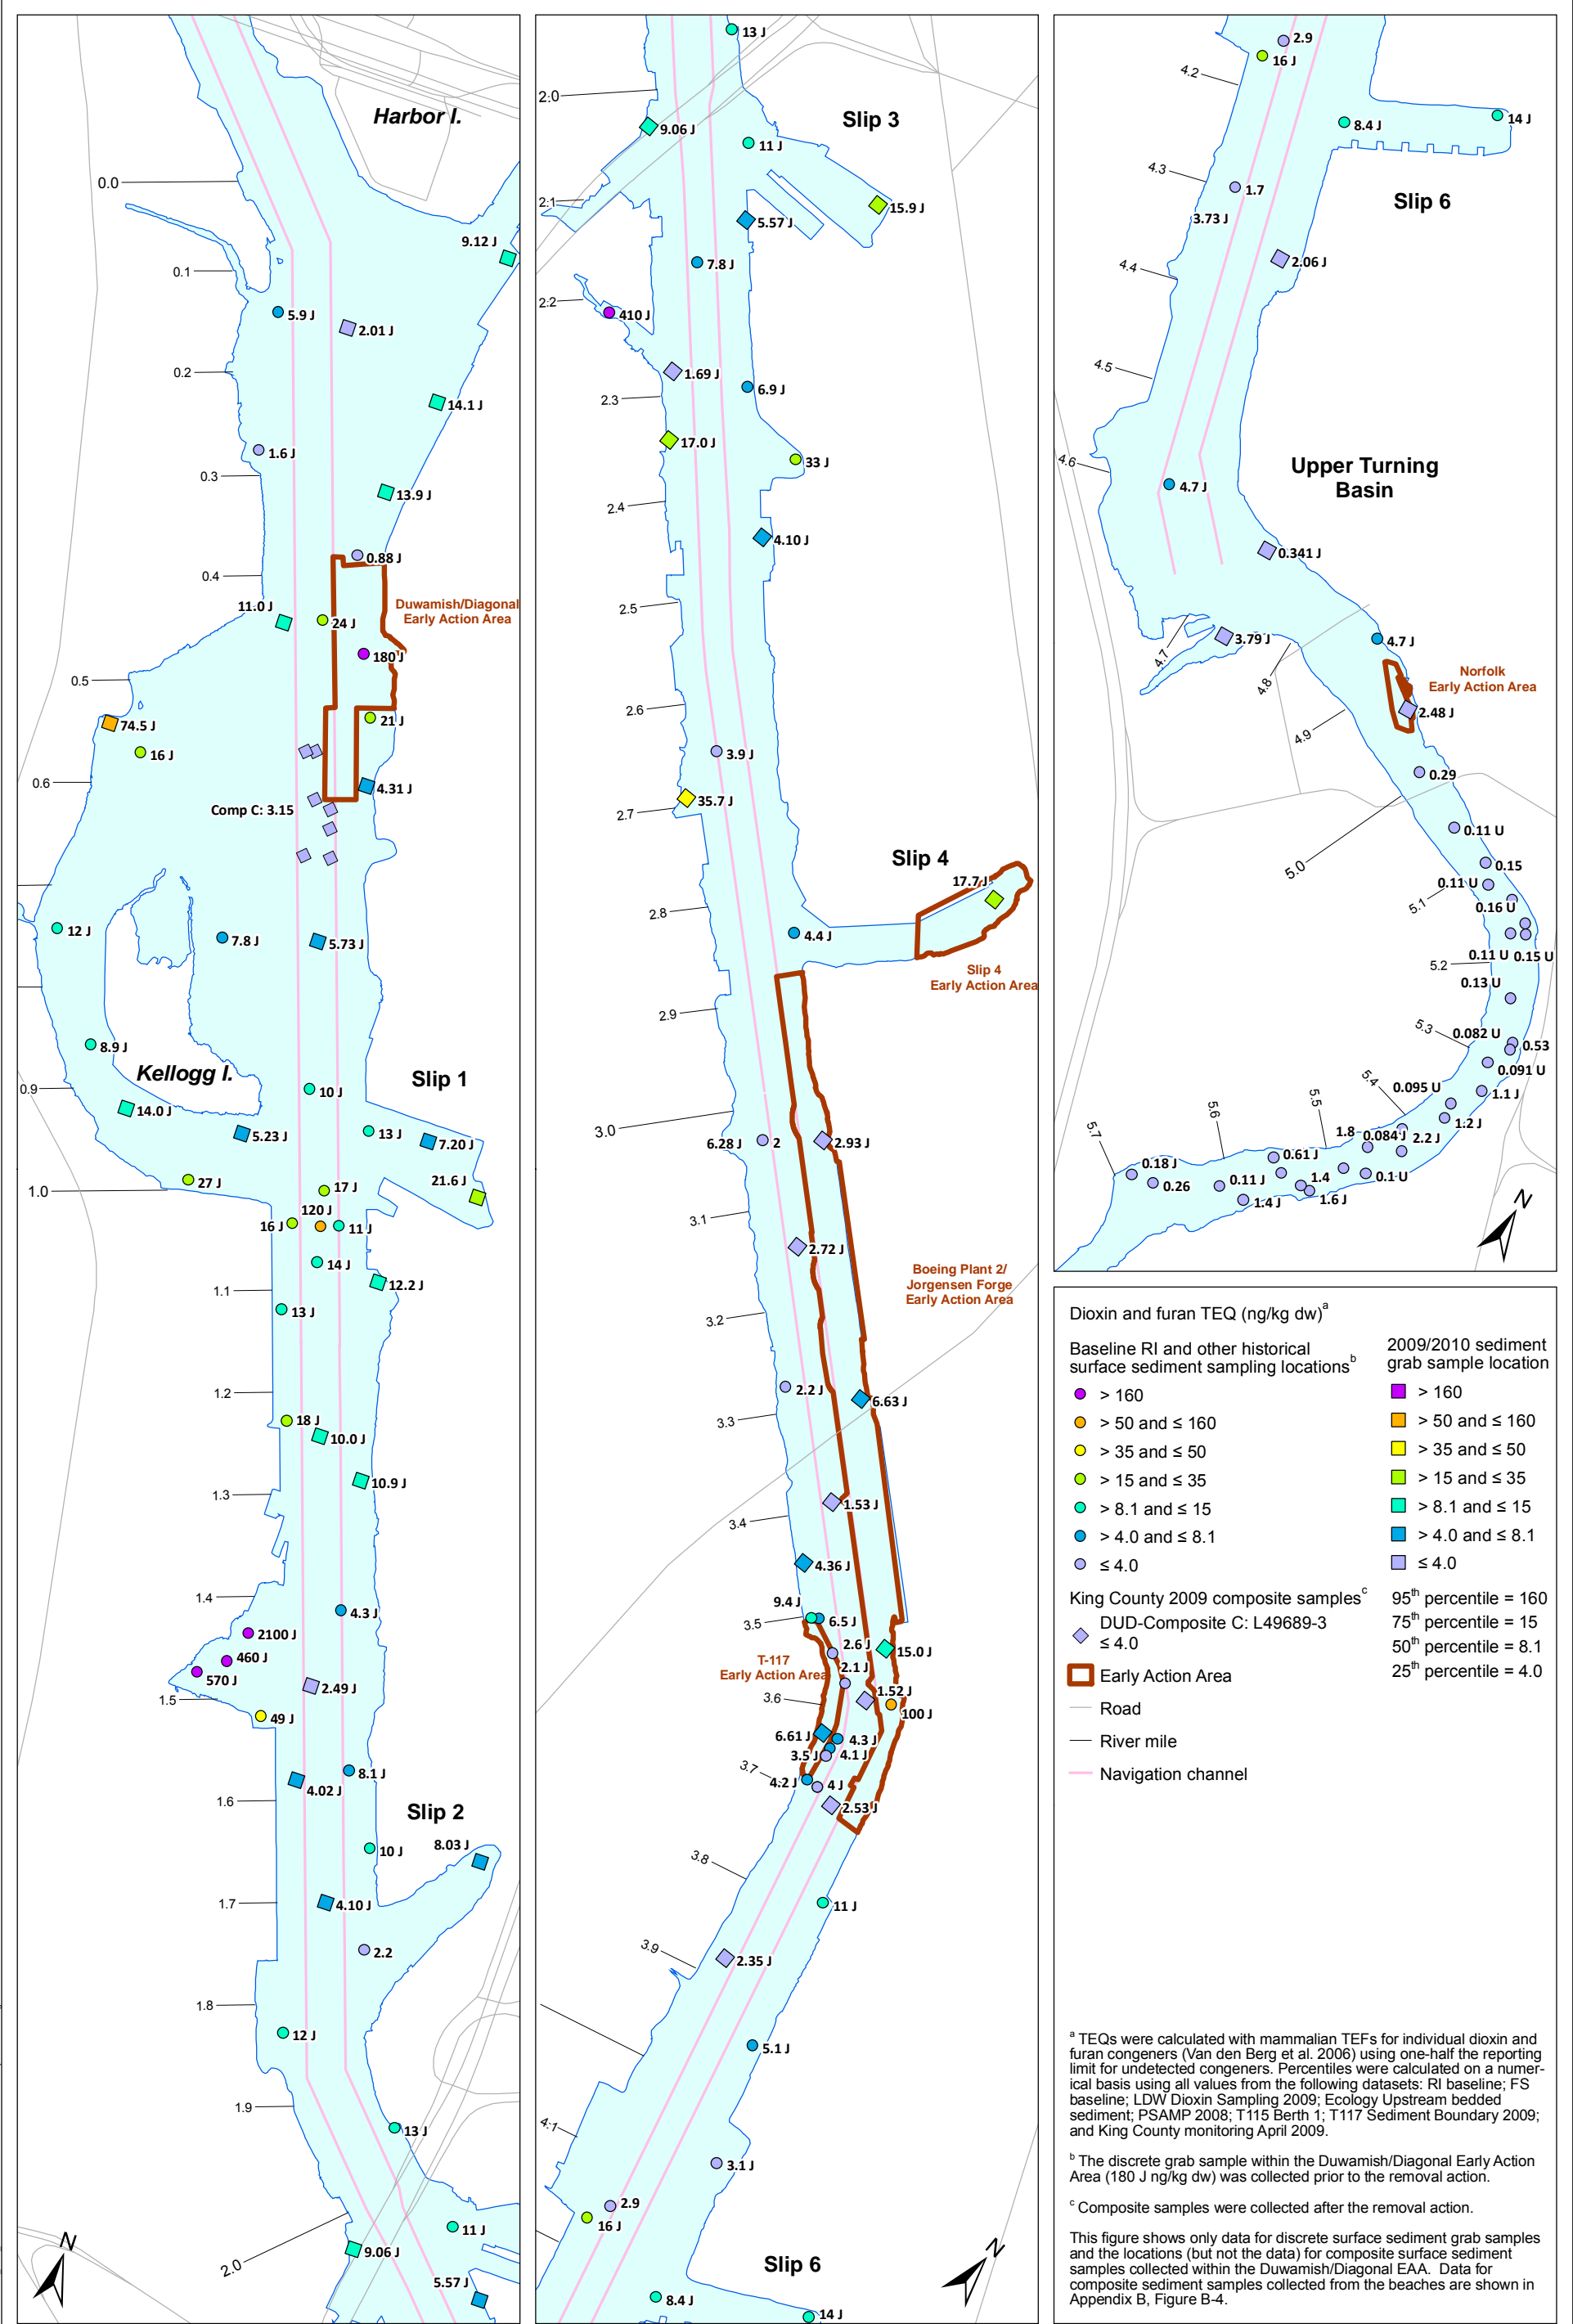 Harbor I.
0.0
9.12 J
0.1
5.9 J
2.01 J
0.2
14.1 J
1.6 J
0.3
13.9 J
0.88 J
0.4
11.0 J
Duwamish/Diagonal
Early Action Area
24 J
180 J
0.5
74.5 J
21 J
16 J
0.6
4.31 J
Comp C: 3.15
12 J
7.8 J
5.73 J
8.9 J
Kellogg I.
Slip 1
0.9
10 J
14.0 J
5.23 J
13 J
7.20 J
27 J
17 J
21.6 J
1.0
120 J
16 J
11 J
14 J
12.2 J
1.1
13 J
1.2
18 J
10.0 J
10.9 J
1.3
1.4
4.3 J
2100 J
460 J
570 J
2.49 J
1.5
49 J
8.1 J
4.02 J
1.6
Slip 2
10 J
8.03 J
1.7
4.10 J
2.2
1.8
12 J
1.9
13 J
11 J
9.06 J
2.0
5.57 J
N
13 J
2.0
Slip 3
9.06 J
11 J
2.1
15.9 J
5.57 J
7.8 J
2.2
410 J
1.69 J
6.9 J
2.3
17.0 J
33 J
2.4
4.10 J
2.5
2.6
3.9 J
35.7 J
2.7
Slip 4
17.7 J
2.8
4.4 J
Slip 4
Early Action Area
2.9
3.0
6.28 J
2
2.93 J
3.1
2.72 J
Boeing Plant 2/
Jorgensen Forge
Early Action Area
3.2
2.2 J
6.63 J
3.3
1.53 J
3.4
4.36 J
9.4 J
6.5 J
3.5
2.6 J
15.0 J
T-117
Early Action Area
2.1 J
1.52 J
3.6
100 J
6.61 J
4.3 J
3.5 J
4.1 J
3.7
4.2 J
4 J
2.53 J
3.8
11 J
3.9
2.35 J
5.1 J
4.1
3.1 J
2.9
16 J
N
Slip 6
8.4 J
14 J
2.9
16 J
4.2
8.4 J
14 J
4.3
1.7
Slip 6
3.73 J
4.4
2.06 J
4.5
4.6
Upper Turning
Basin
4.7 J
0.341 J
3.79 J
4.7
4.7 J
4.8
Norfolk
Early Action Area
2.48 J
4.9
0.29
0.11 U
5.0
0.15
0.11 U
5.1
0.16 U
0.11 U
0.15 U
5.2
0.13 U
5.3
0.082 U
0.53
0.091 U
5.4
0.095 U
1.1 J
1.2 J
5.5
5.6
1.8
0.084 J
2.2 J
5.7
0.61 J
0.18 J
0.26
0.11 J
1.4
0.1 U
1.4 J
1.6 J
N
Dioxin and furan TEQ (ng/kg dw)a
Baseline RI and other historical
surface sediment sampling locationsb
> 160
> 50 and ≤ 160
> 35 and ≤ 50
> 15 and ≤ 35
> 8.1 and ≤ 15
> 4.0 and ≤ 8.1
≤ 4.0
2009/2010 sediment
grab sample location
> 160
> 50 and ≤ 160
> 35 and ≤ 50
> 15 and ≤ 35
> 8.1 and ≤ 15
> 4.0 and ≤ 8.1
≤ 4.0
King County 2009 composite samplesc
DUD-Composite C: L49689-3
≤ 4.0
Early Action Area
Road
River mile
Navigation channel
95th percentile = 160
75th percentile = 15
50th percentile = 8.1
25th percentile = 4.0
a TEQs were calculated with mammalian TEFs for individual dioxin and
furan congeners (Van den Berg et al. 2006) using one-half the reporting
limit for undetected congeners. Percentiles were calculated on a numer-
ical basis using all values from the following datasets: RI baseline; FS
baseline; LDW Dioxin Sampling 2009; Ecology Upstream bedded
sediment; PSAMP 2008; T115 Berth 1; T117 Sediment Boundary 2009;
and King County monitoring April 2009.
b The discrete grab sample within the Duwamish/Diagonal Early Action
Area (180 J ng/kg dw) was collected prior to the removal action.
c Composite samples were collected after the removal action.
This figure shows only data for discrete surface sediment grab samples
and the locations (but not the data) for composite surface sediment
samples collected within the Duwamish/Diagonal EAA.  Data for
composite sediment samples collected from the beaches are shown in
Appendix B, Figure B-4.